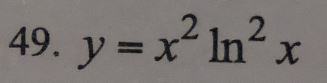 49. y = x² ln² x